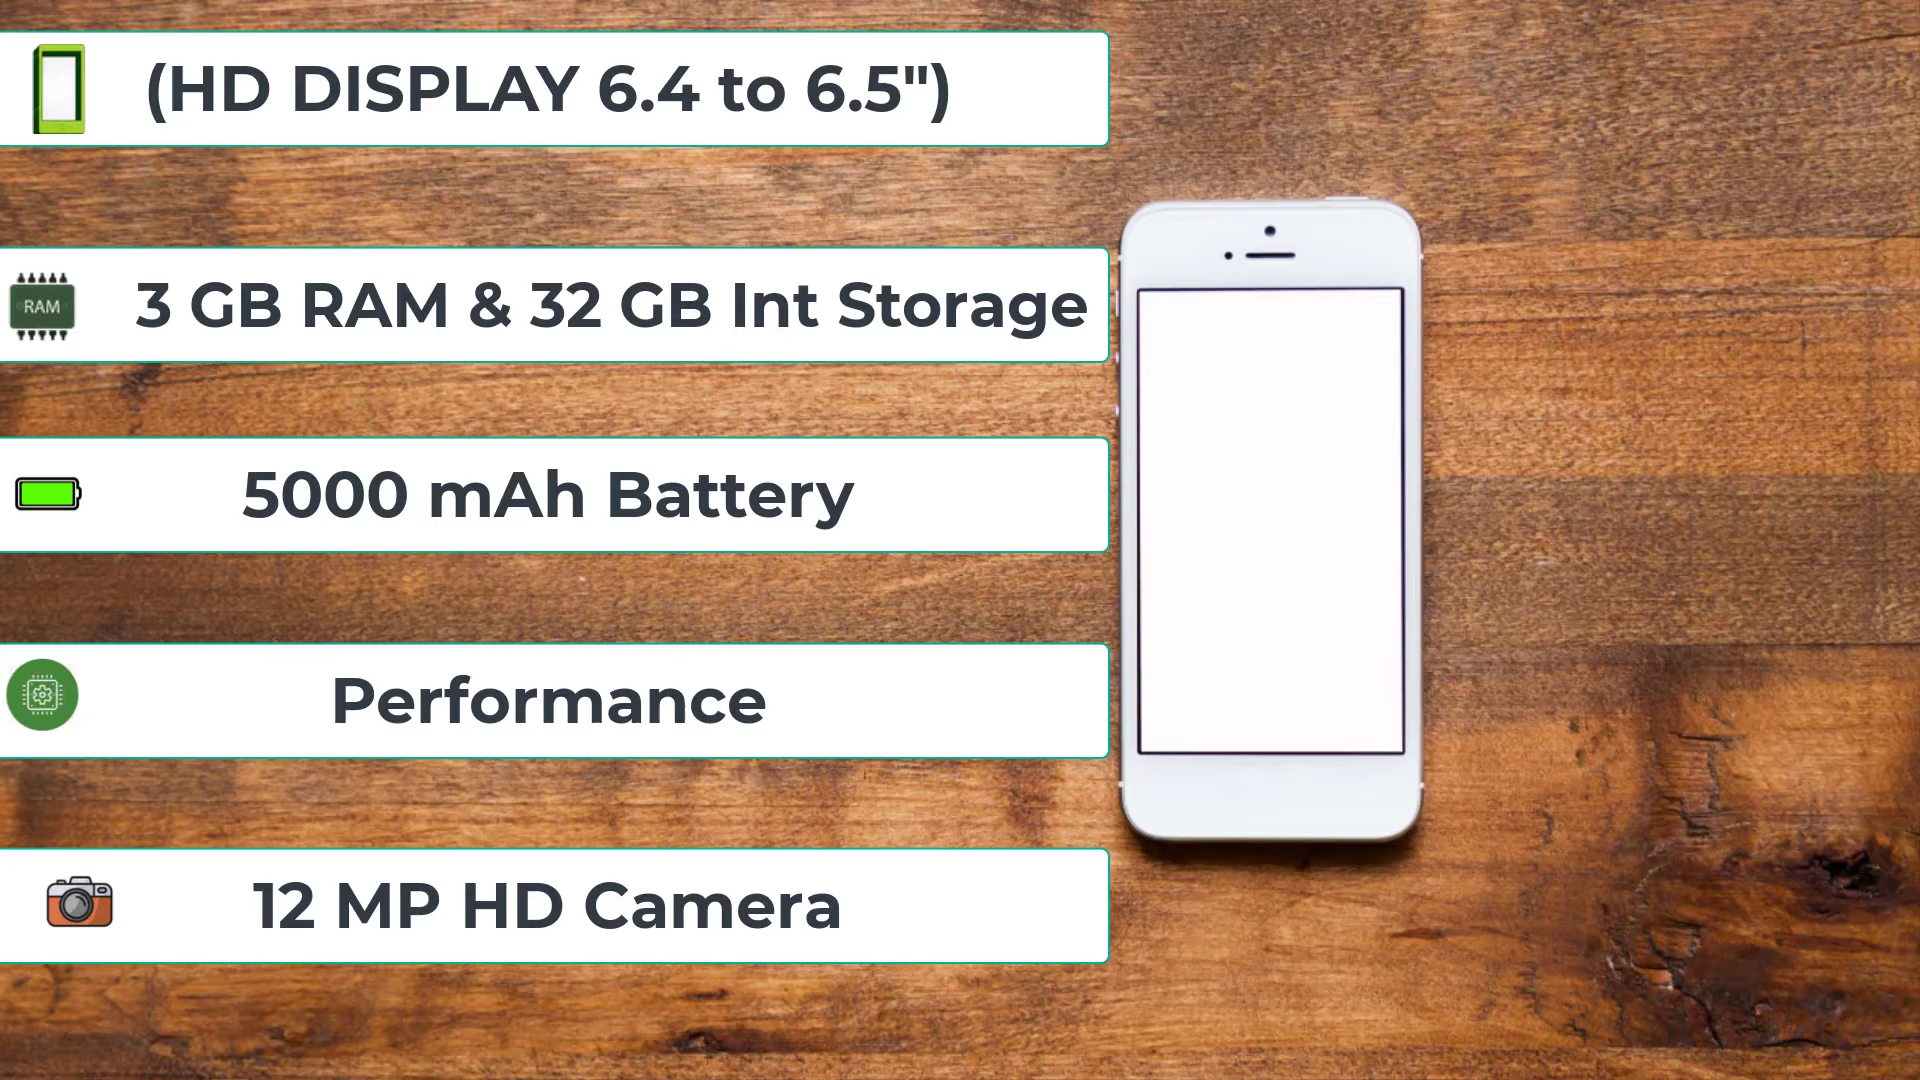 (HD DISPLAY 6.4 to 6.5")
RAM
3 GB RAM & 32 GB Int Storage
5000 mAh Battery
Performance
12 MP HD Camera